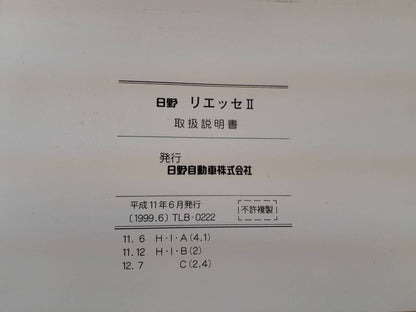 日野 リエッセⅡ
取扱説明書
発行
日野自動車株式会社
平成11年6月発行
(1999.6) TLB-0222
不許複製
11.6 H・I・A(4.1)
11.12 H・I・B(2)
12.7 C(2.4)